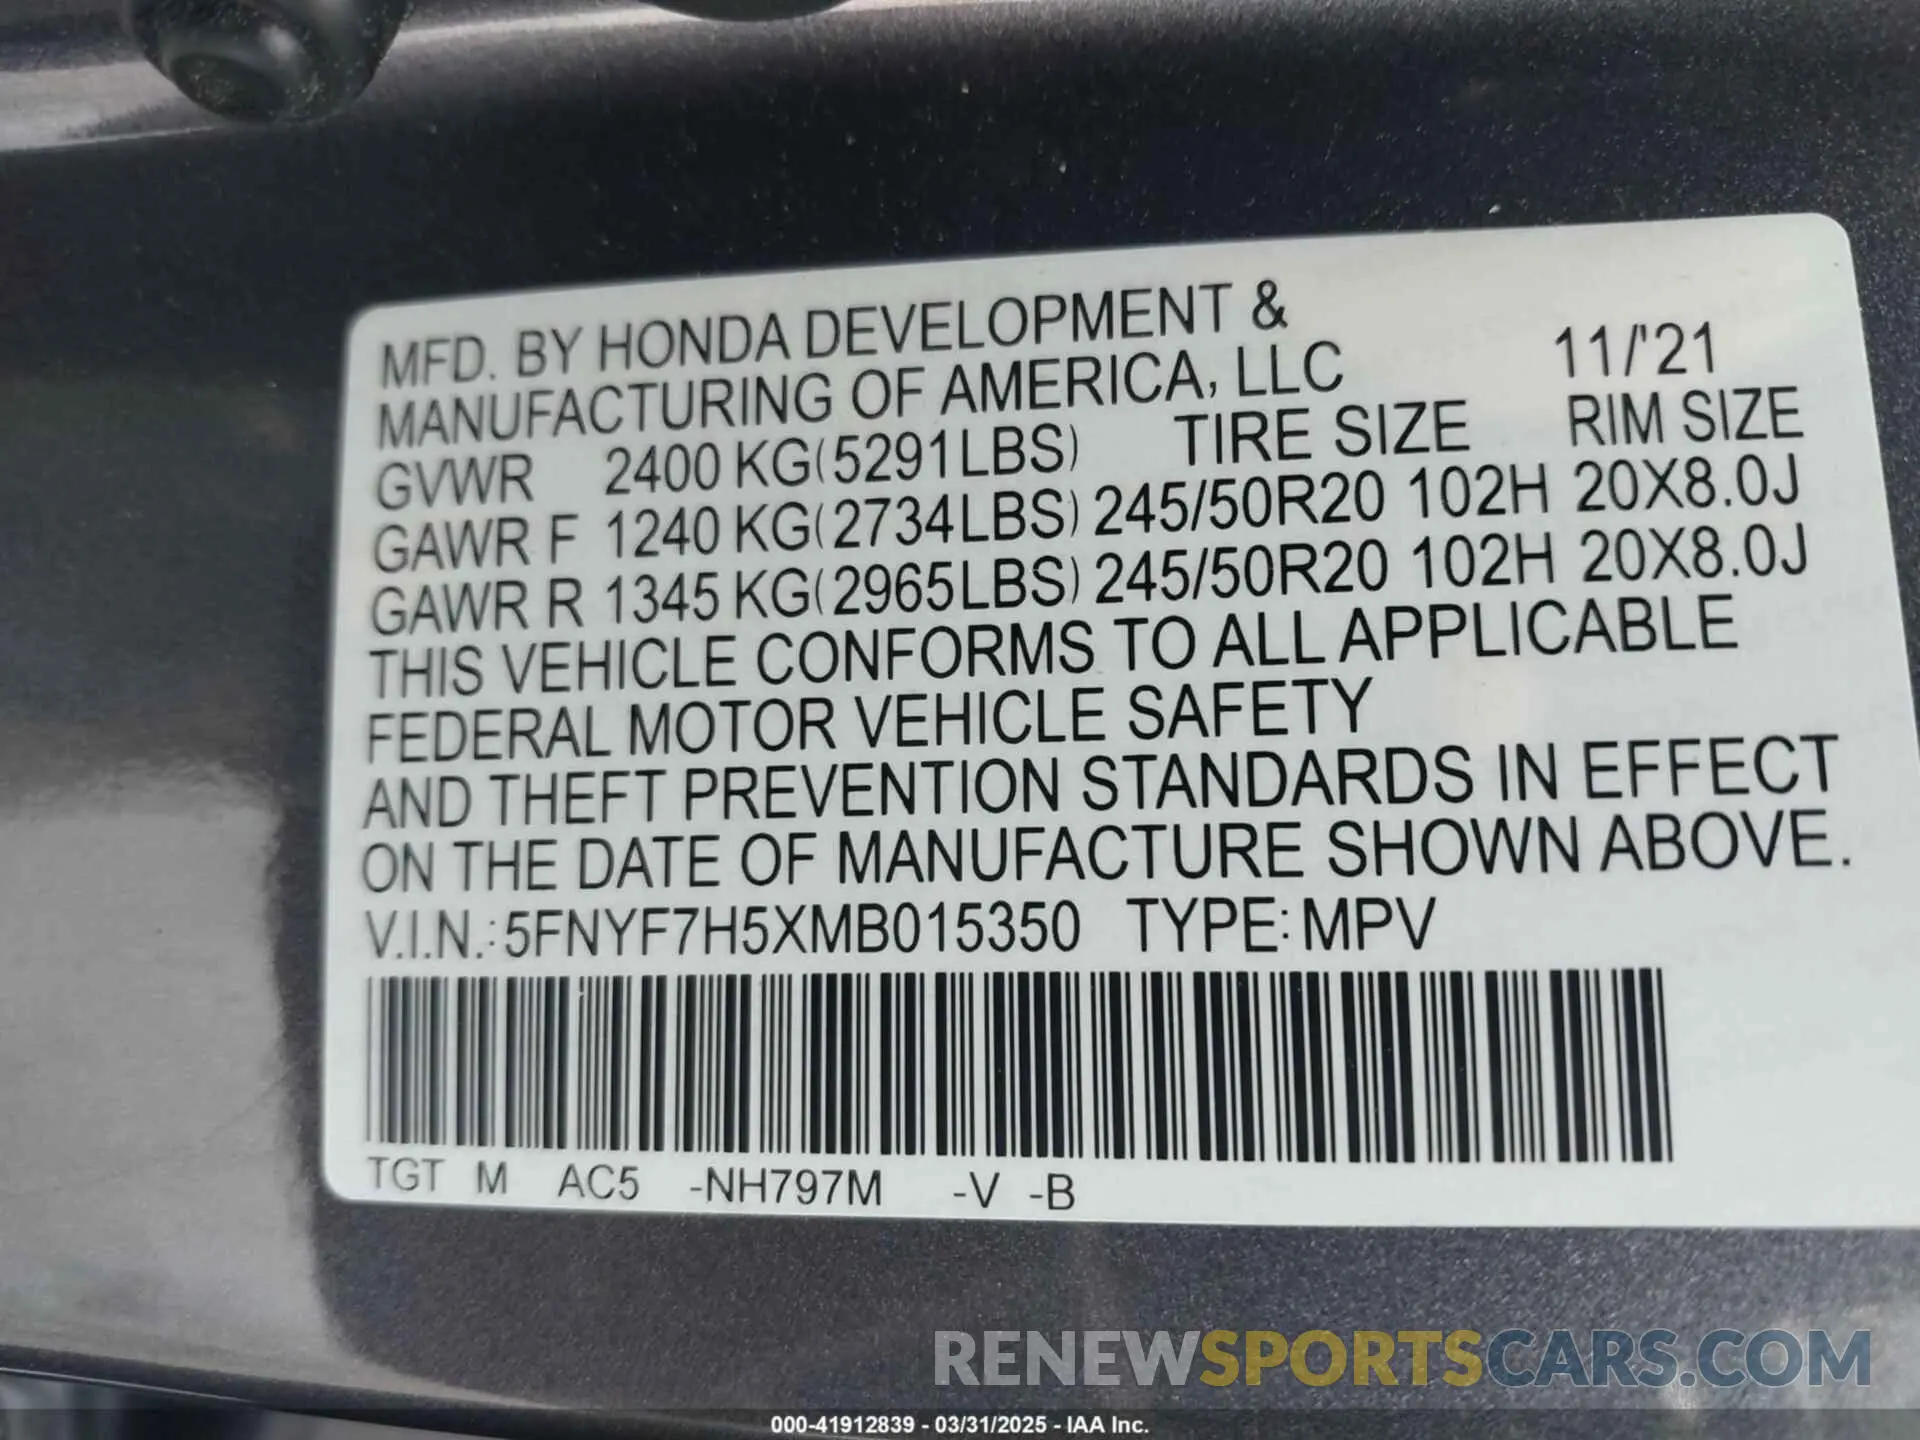 MFD. BY HONDA DEVELOPMENT &
MANUFACTURING OF AMERICA, LLC 11/'21
GVWR 2400 KG(5291LBS) TIRE SIZE RIM SIZE
GAWR F 1240 KG(2734LBS) 245/50R20 102H 20X8.0J
GAWR R 1345 KG(2965LBS) 245/50R20 102H 20X8.0J
THIS VEHICLE CONFORMS TO ALL APPLICABLE
FEDERAL MOTOR VEHICLE SAFETY
AND THEFT PREVENTION STANDARDS IN EFFECT
ON THE DATE OF MANUFACTURE SHOWN ABOVE.
V.I.N.:5FNYF7H5XMB015350 TYPE:MPV
TGT M AC5 -NH797M -V -B
RENEWSPORTSCARS.COM
000-41912839 - 03/31/2025 - IAA Inc.